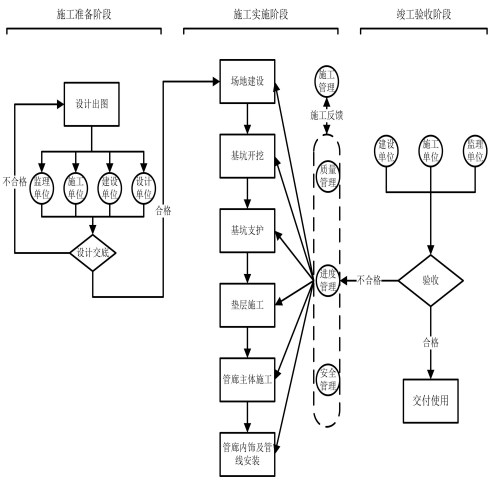 施工准备阶段
施工实施阶段
竣工验收阶段
设计出图
监理
单位
施工
单位
建设
单位
设计
单位
不合格
设计交底
合格
场地建设
基坑开挖
基坑支护
垫层施工
管廊主体施工
管廊内饰及管
线安装
施工
管理
施工反馈
质量
管理
进度
管理
安全
管理
建设
单位
施工
单位
监理
单位
不合格
验收
合格
交付使用